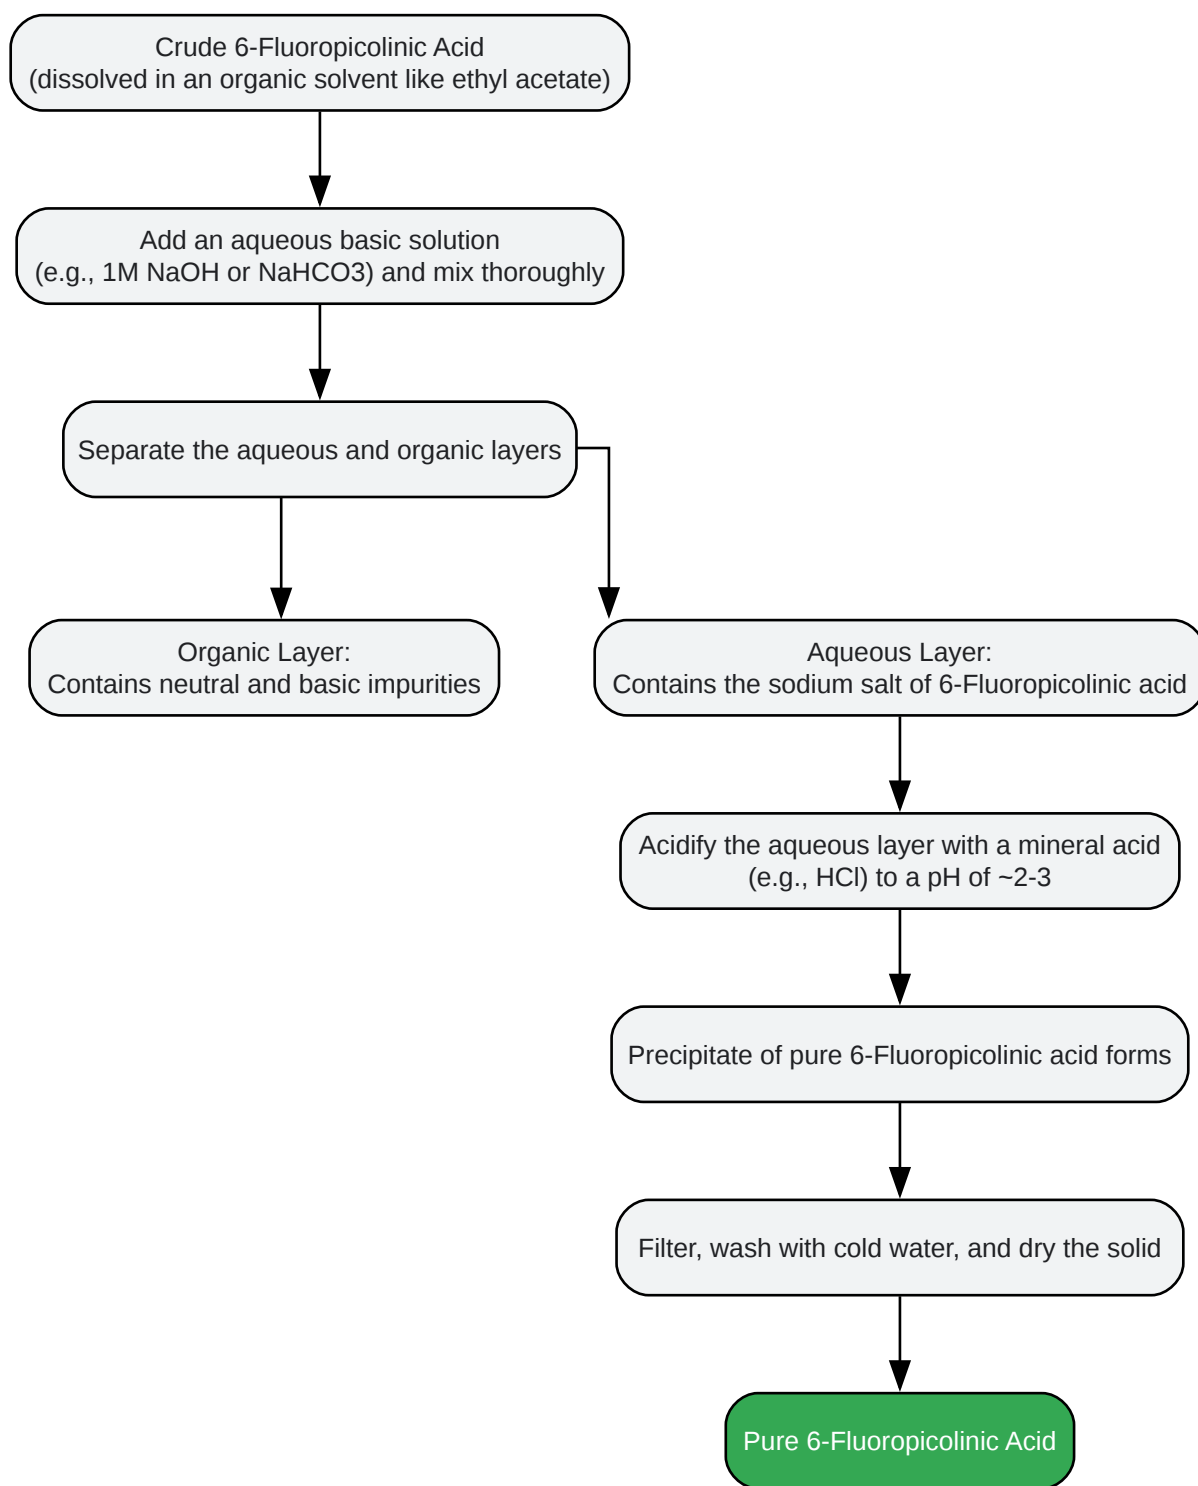 Crude 6-Fluoropicolinic Acid
(dissolved in an organic solvent like ethyl acetate)
Add an aqueous basic solution
(e.g., 1M NaOH or NaHCO3) and mix thoroughly
Separate the aqueous and organic layers
Organic Layer:
Contains neutral and basic impurities
Aqueous Layer:
Contains the sodium salt of 6-Fluoropicolinic acid
Acidify the aqueous layer with a mineral acid
(e.g., HCl) to a pH of ~2-3
Precipitate of pure 6-Fluoropicolinic acid forms
Filter, wash with cold water, and dry the solid
Pure 6-Fluoropicolinic Acid